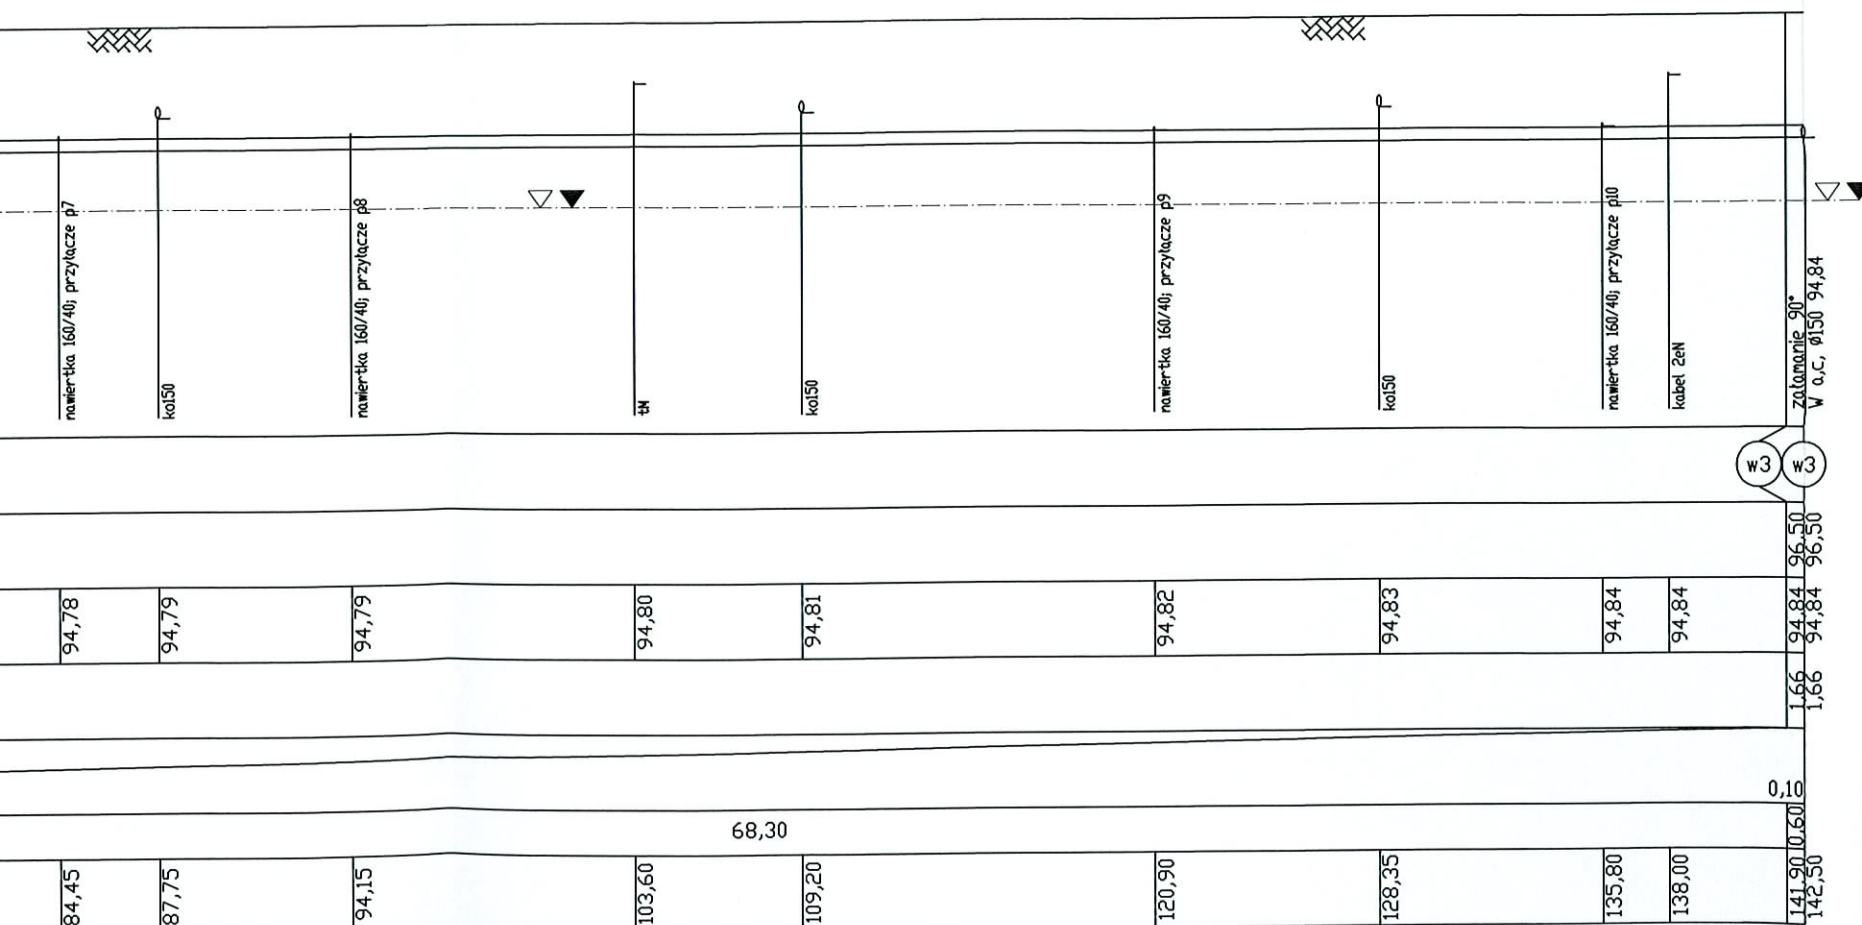 nawiertka 160/40; przyłącze p7
ko150
nawiertka 160/40; przyłącze p8
tN
ko150
nawiertka 160/40; przyłącze p9
ko150
nawiertka 160/40; przyłącze p10
kabel 2eN
załamanie 90°
W a,c, ø150 94,84
w3
w3
96,50
96,50
94,78
94,79
94,79
94,80
94,81
94,82
94,83
94,84
94,84
94,84
94,84
1,66
1,66
0,10
68,30
0,60
84,45
87,75
94,15
103,60
109,20
120,90
128,35
135,80
138,00
141,90
142,50